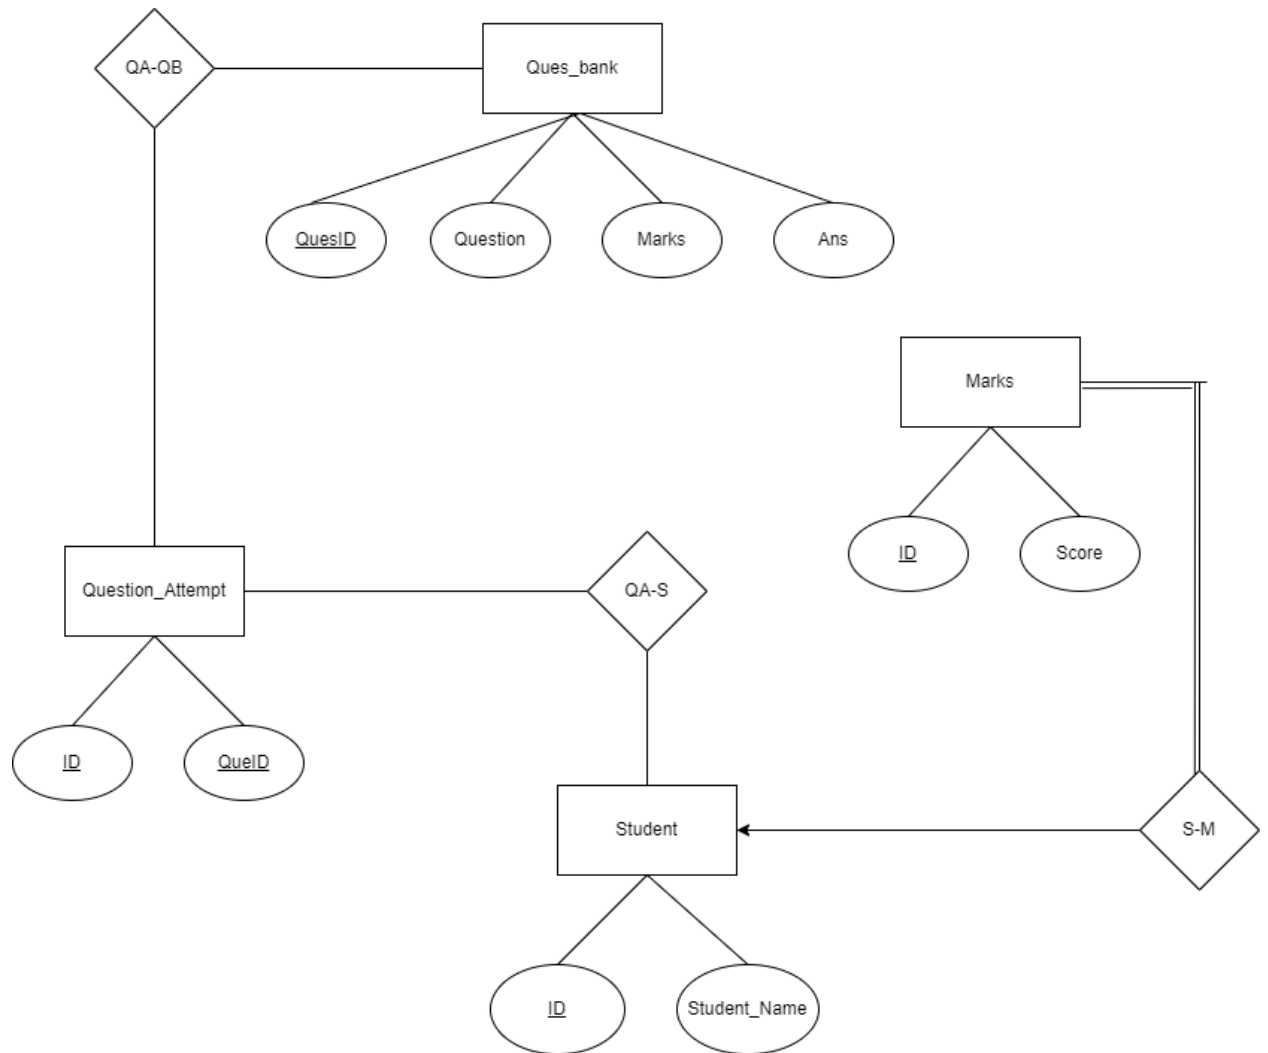 QA-QB
Ques_bank
QuesID
Question
Marks
Ans
Marks
ID
Score
Question_Attempt
QA-S
ID
QueID
Student
S-M
ID
Student_Name